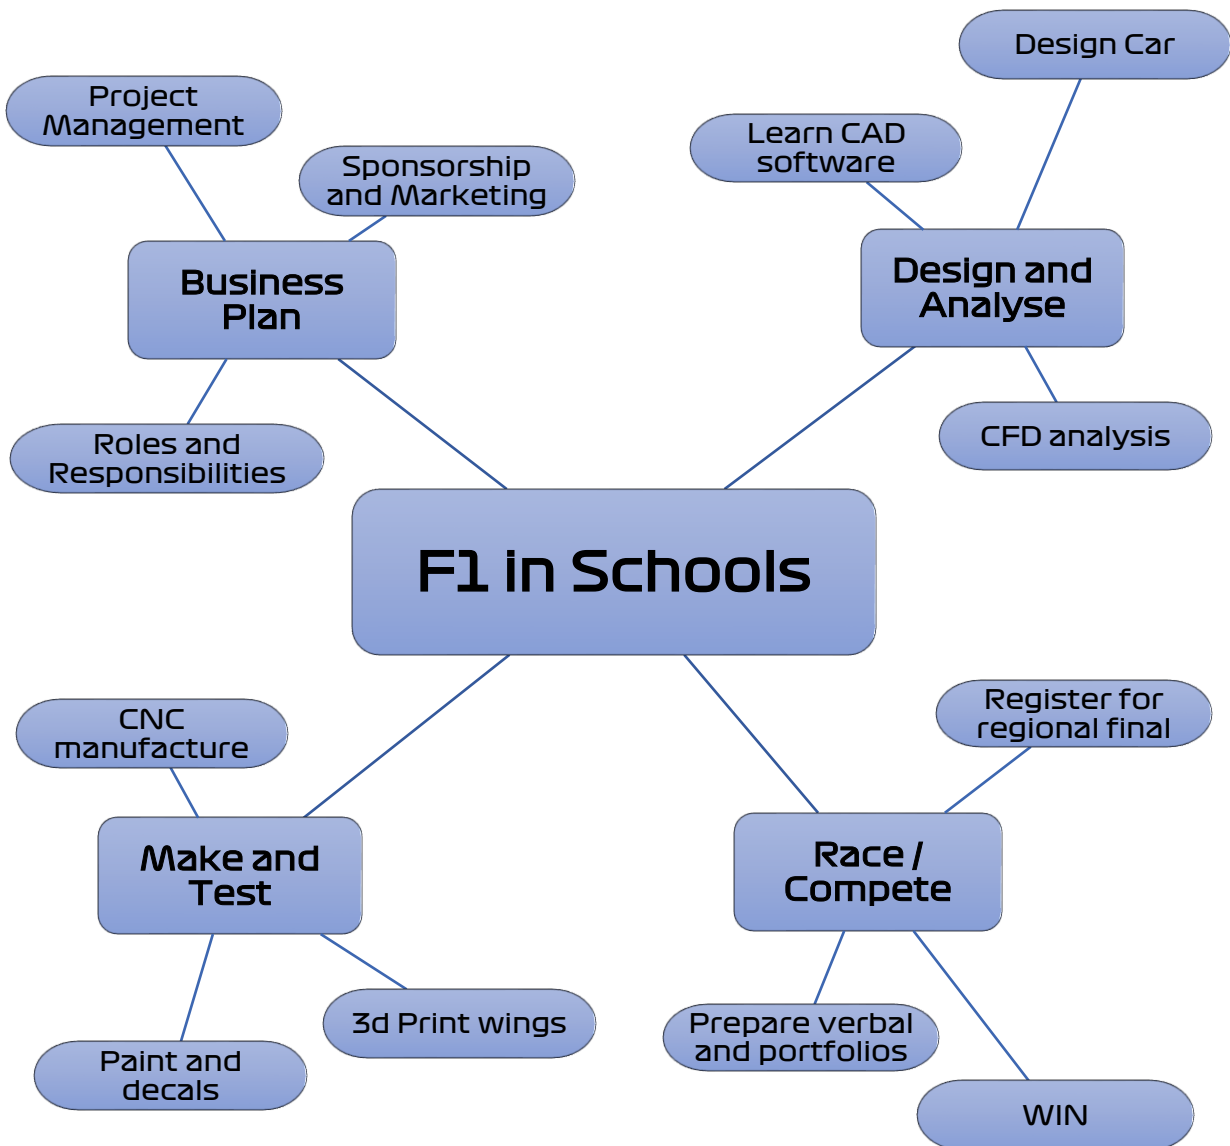 Design Car
Project
Management
Learn CAD
software
Sponsorship
and Marketing
Business
Plan
Design and
Analyse
Roles and
Responsibilities
CFD analysis
F1 in Schools
CNC
manufacture
Register for
regional final
Make and
Test
Race /
Compete
3d Print wings
Prepare verbal
and portfolios
Paint and
decals
WIN